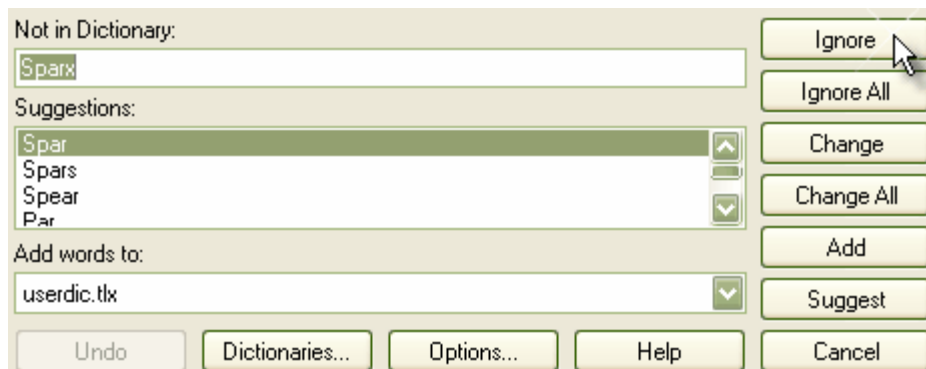 Not in Dictionary:
Sparx
Suggestions:
Spar
Spars
Spear
Par
Add words to:
userdic.tlx
Undo
Dictionaries...
Options...
Help
Ignore
Ignore All
Change
Change All
Add
Suggest
Cancel